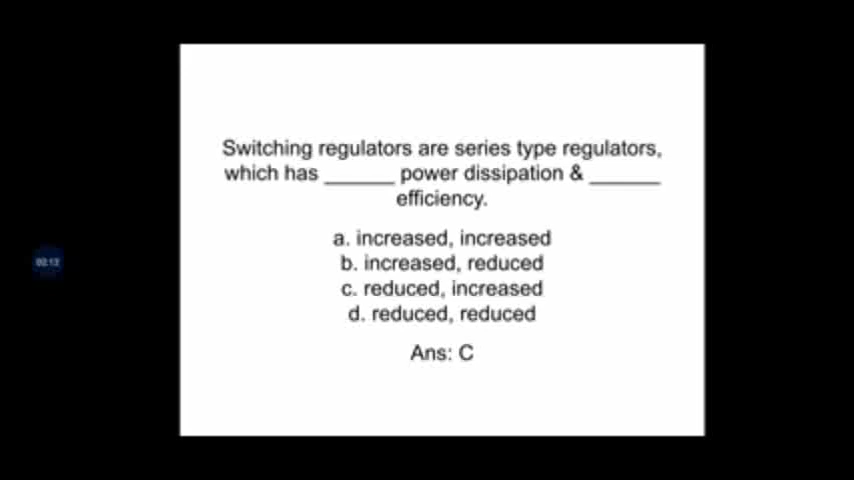 Switching regulators are series type regulators,
which has ______ power dissipation & ______
efficiency.
a. increased, increased
b. increased, reduced
c. reduced, increased
d. reduced, reduced
Ans: C